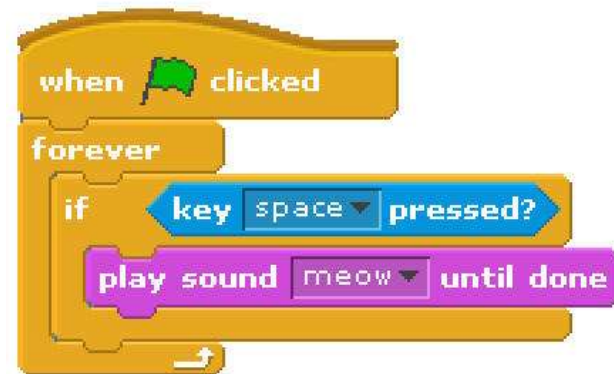 when clicked
forever
if key space pressed?
play sound meow until done